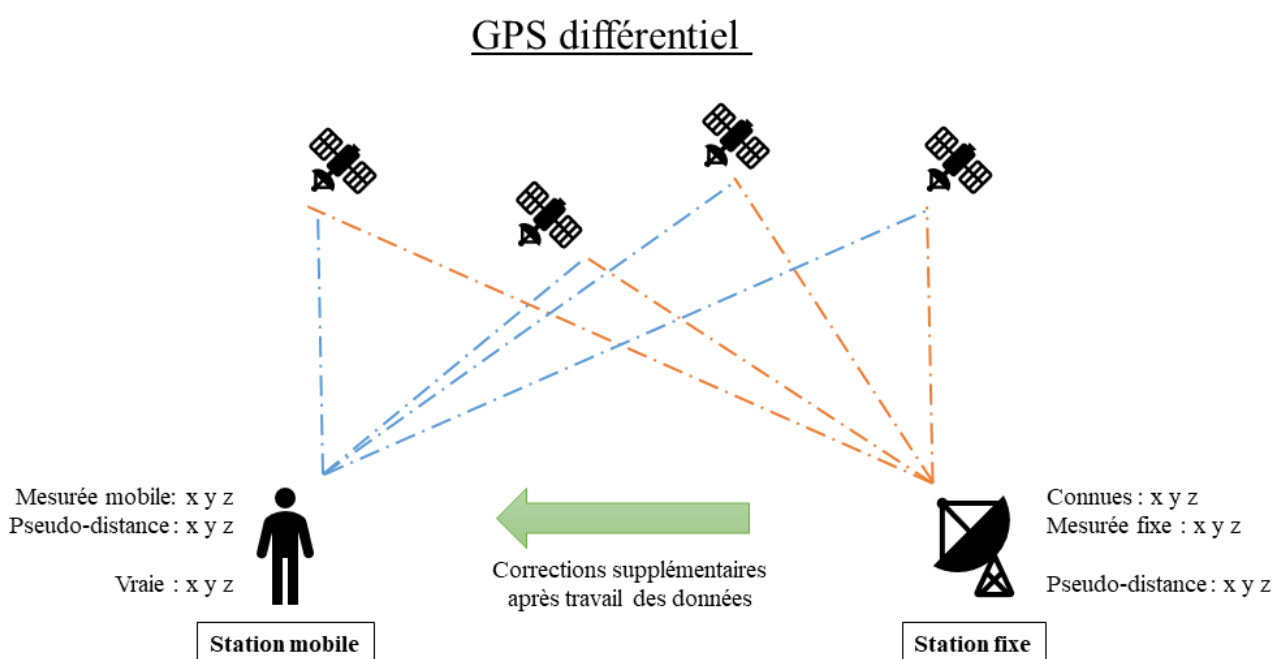 GPS différentiel
Mesurée mobile: x y z
Pseudo-distance : x y z
Vraie : x y z
Station mobile
Corrections supplémentaires
après travail des données
Connues : x y z
Mesurée fixe : x y z
Pseudo-distance : x y z
Station fixe